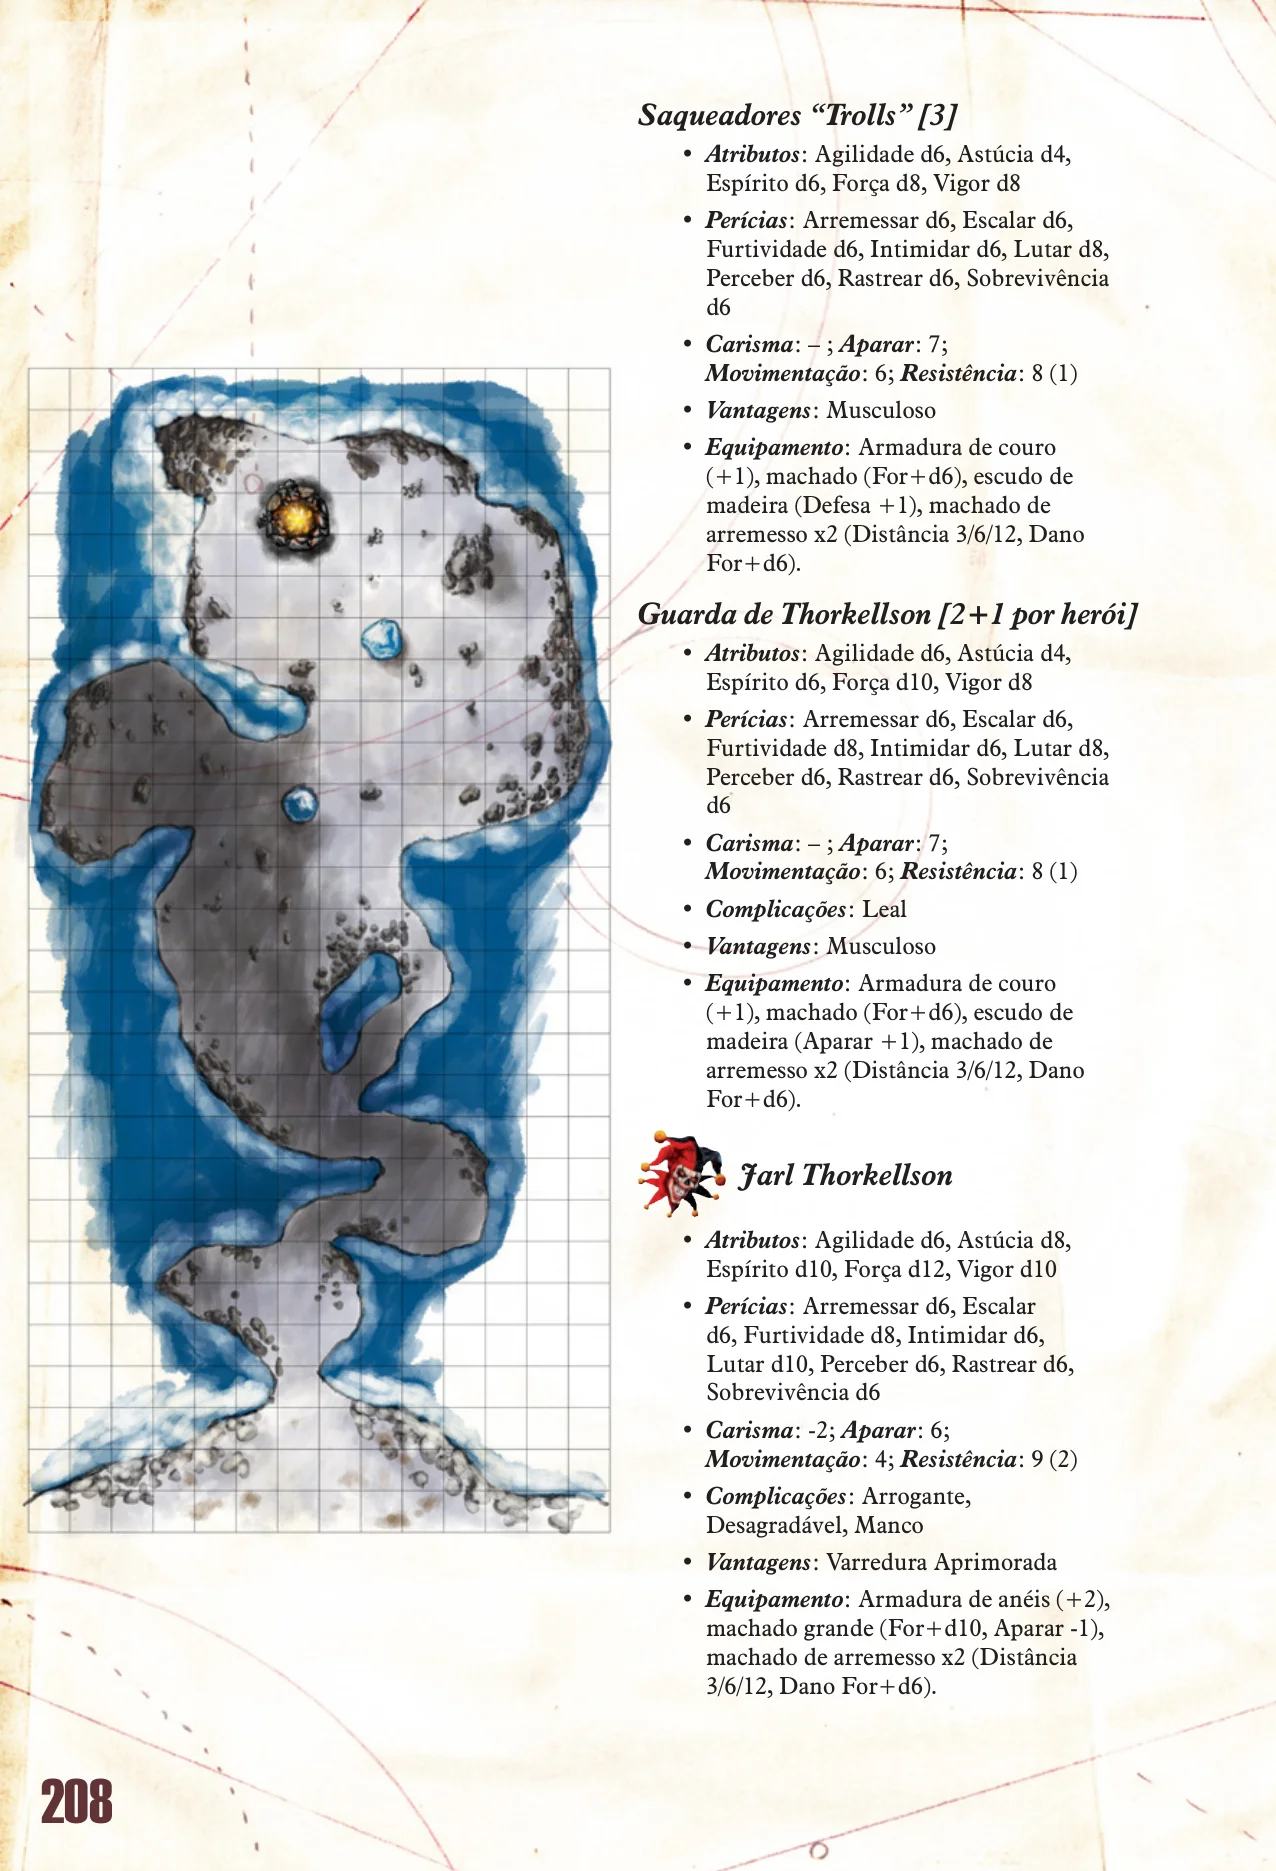 Saqueadores “Trolls” [3]
• Atributos: Agilidade d6, Astúcia d4,
Espírito d6, Força d8, Vigor d8
• Perícias: Arremessar d6, Escalar d6,
Furtividade d6, Intimidar d6, Lutar d8,
Perceber d6, Rastrear d6, Sobrevivência
d6
• Carisma: – ; Aparar: 7;
Movimentação: 6; Resistência: 8 (1)
• Vantagens: Musculoso
• Equipamento: Armadura de couro
(+1), machado (For+d6), escudo de
madeira (Defesa +1), machado de
arremesso x2 (Distância 3/6/12, Dano
For+d6).
Guarda de Thorkellson [2+1 por herói]
• Atributos: Agilidade d6, Astúcia d4,
Espírito d6, Força d10, Vigor d8
• Perícias: Arremessar d6, Escalar d6,
Furtividade d8, Intimidar d6, Lutar d8,
Perceber d6, Rastrear d6, Sobrevivência
d6
• Carisma: – ; Aparar: 7;
Movimentação: 6; Resistência: 8 (1)
• Complicações: Leal
• Vantagens: Musculoso
• Equipamento: Armadura de couro
(+1), machado (For+d6), escudo de
madeira (Aparar +1), machado de
arremesso x2 (Distância 3/6/12, Dano
For+d6).
Jarl Thorkellson
• Atributos: Agilidade d6, Astúcia d8,
Espírito d10, Força d12, Vigor d10
• Perícias: Arremessar d6, Escalar
d6, Furtividade d8, Intimidar d6,
Lutar d10, Perceber d6, Rastrear d6,
Sobrevivência d6
• Carisma: -2; Aparar: 6;
Movimentação: 4; Resistência: 9 (2)
• Complicações: Arrogante,
Desagradável, Manco
• Vantagens: Varredura Aprimorada
• Equipamento: Armadura de anéis (+2),
machado grande (For+d10, Aparar -1),
machado de arremesso x2 (Distância
3/6/12, Dano For+d6).
208